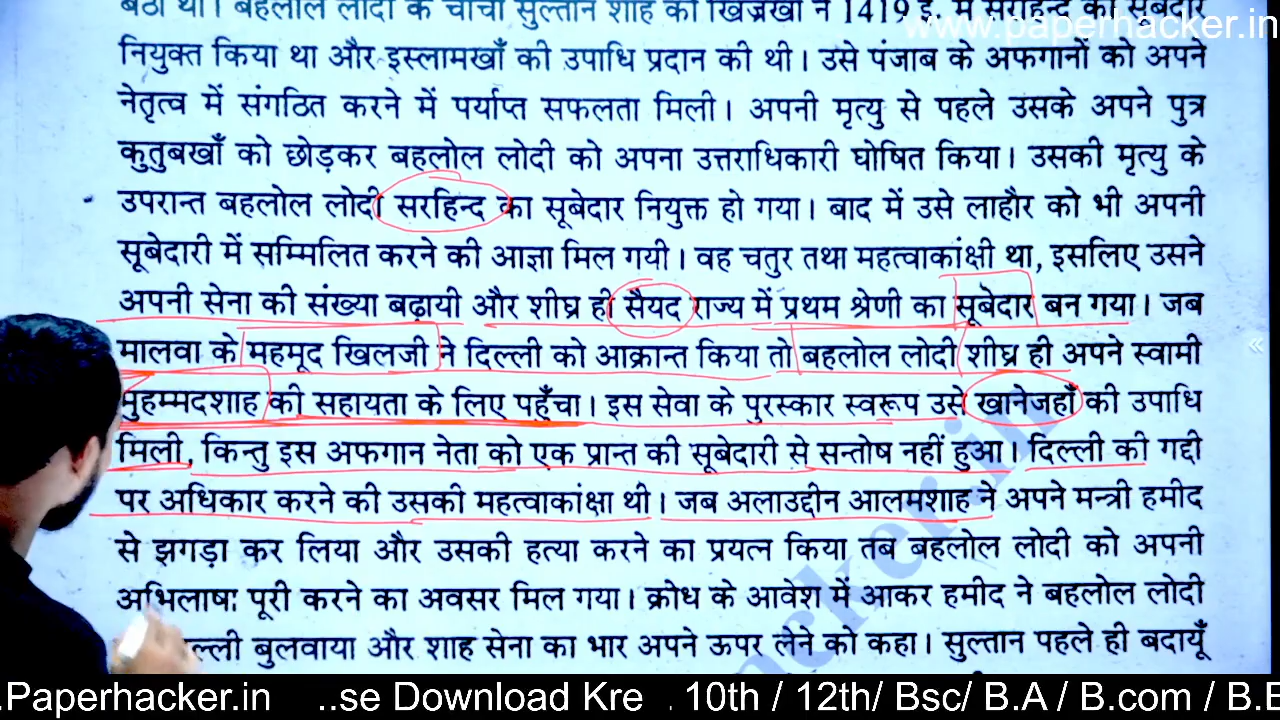 बैठा था। बहलोल लोदी के चाचा सुल्तान शाह को खिज्रखाँ ने 1419 ई. में सरहिन्द का सूबेदार
www.paperhacker.in
नियुक्त किया था और इस्लामखाँ की उपाधि प्रदान की थी। उसे पंजाब के अफगानों को अपने
नेतृत्व में संगठित करने में पर्याप्त सफलता मिली। अपनी मृत्यु से पहले उसके अपने पुत्र
कुतुबखाँ को छोड़कर बहलोल लोदी को अपना उत्तराधिकारी घोषित किया। उसकी मृत्यु के
उपरान्त बहलोल लोदी सरहिन्द का सूबेदार नियुक्त हो गया। बाद में उसे लाहौर को भी अपनी
सूबेदारी में सम्मिलित करने की आज्ञा मिल गयी। वह चतुर तथा महत्वाकांक्षी था, इसलिए उसने
अपनी सेना की संख्या बढ़ायी और शीघ्र ही सैयद राज्य में प्रथम श्रेणी का सूबेदार बन गया। जब
मालवा के महमूद खिलजी ने दिल्ली को आक्रान्त किया तो बहलोल लोदी शीघ्र ही अपने स्वामी
मुहम्मदशाह की सहायता के लिए पहुँचा। इस सेवा के पुरस्कार स्वरूप उसे खानेजहाँ की उपाधि
मिली, किन्तु इस अफगान नेता को एक प्रान्त की सूबेदारी से सन्तोष नहीं हुआ। दिल्ली की गद्दी
पर अधिकार करने की उसकी महत्वाकांक्षा थी। जब अलाउद्दीन आलमशाह ने अपने मन्त्री हमीद
से झगड़ा कर लिया और उसकी हत्या करने का प्रयत्न किया तब बहलोल लोदी को अपनी
अभिलाषा पूरी करने का अवसर मिल गया। क्रोध के आवेश में आकर हमीद ने बहलोल लोदी
ल्ली बुलवाया और शाह सेना का भार अपने ऊपर लेने को कहा। सुल्तान पहले ही बदायूँ
.Paperhacker.in ..se Download Kre . 10th / 12th/ Bsc/ B.A / B.com / B.E